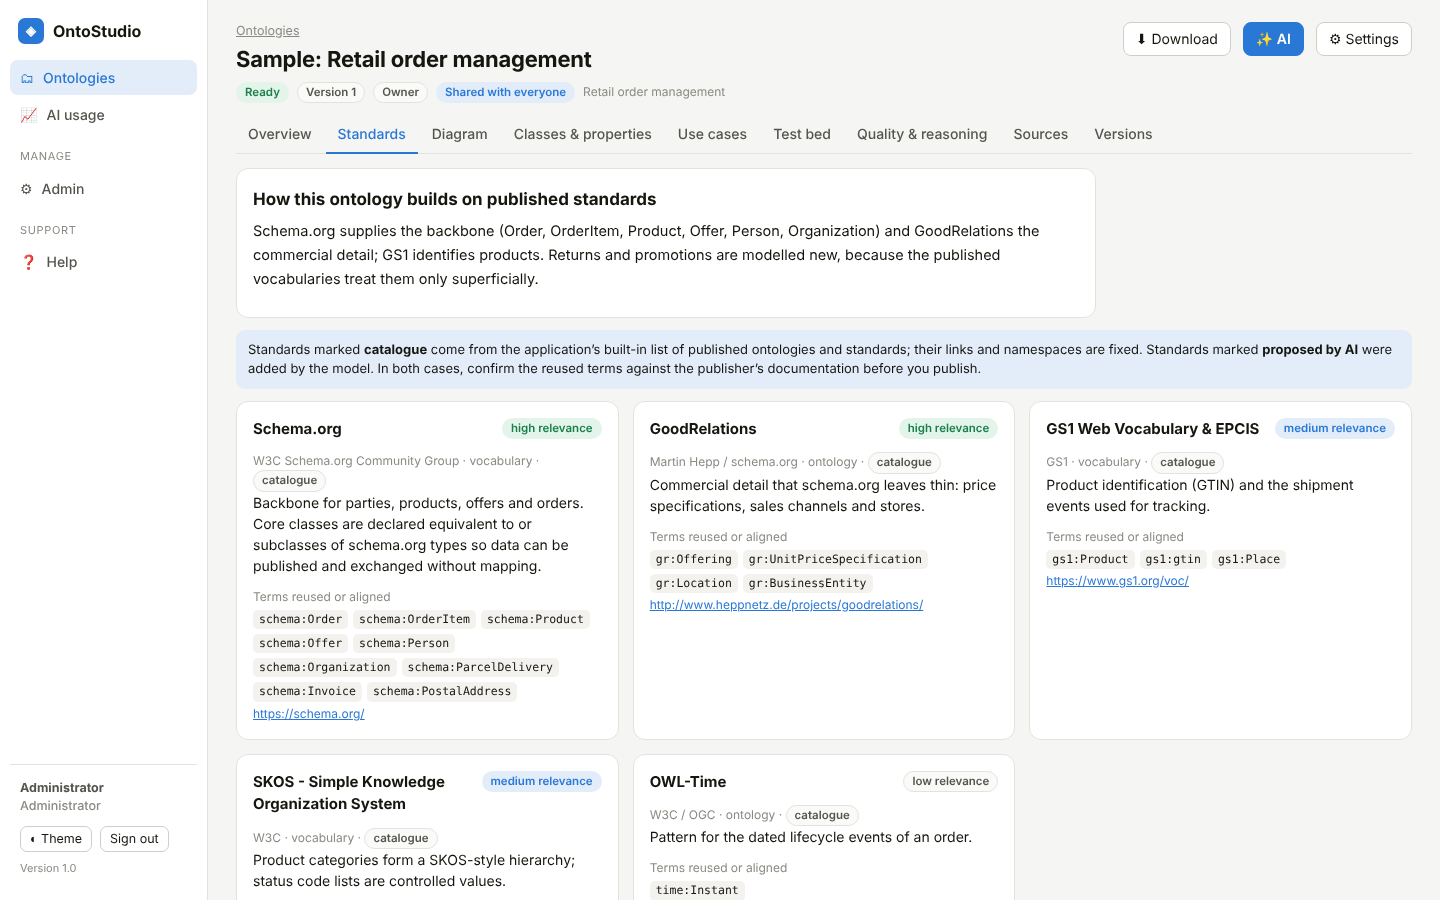 OntoStudio
Ontologies
AI usage
MANAGE
Admin
SUPPORT
Help
Administrator
Administrator
Theme
Sign out
Version 1.0
Ontologies
Sample: Retail order management
Download
AI
Settings
Ready
Version 1
Owner
Shared with everyone
Retail order management
Overview
Standards
Diagram
Classes & properties
Use cases
Test bed
Quality & reasoning
Sources
Versions
How this ontology builds on published standards
Schema.org supplies the backbone (Order, OrderItem, Product, Offer, Person, Organization) and GoodRelations the
commercial detail; GS1 identifies products. Returns and promotions are modelled new, because the published
vocabularies treat them only superficially.
Standards marked catalogue come from the application's built-in list of published ontologies and standards; their links and namespaces are fixed. Standards marked proposed by AI were
added by the model. In both cases, confirm the reused terms against the publisher's documentation before you publish.
Schema.org
high relevance
W3C Schema.org Community Group · vocabulary ·
catalogue
Backbone for parties, products, offers and orders.
Core classes are declared equivalent to or
subclasses of schema.org types so data can be
published and exchanged without mapping.
Terms reused or aligned
schema:Order schema:OrderItem schema:Product
schema:Offer schema:Person
schema:Organization schema:ParcelDelivery
schema:Invoice schema:PostalAddress
https://schema.org/
GoodRelations
high relevance
Martin Hepp / schema.org · ontology · catalogue
Commercial detail that schema.org leaves thin: price
specifications, sales channels and stores.
Terms reused or aligned
gr:Offering gr:UnitPriceSpecification
gr:Location gr:BusinessEntity
http://www.heppnetz.de/projects/goodrelations/
GS1 Web Vocabulary & EPCIS
medium relevance
GS1 · vocabulary · catalogue
Product identification (GTIN) and the shipment
events used for tracking.
Terms reused or aligned
gs1:Product gs1:gtin gs1:Place
https://www.gs1.org/voc/
SKOS - Simple Knowledge
Organization System
medium relevance
W3C · vocabulary · catalogue
Product categories form a SKOS-style hierarchy;
status code lists are controlled values.
OWL-Time
low relevance
W3C / OGC · ontology · catalogue
Pattern for the dated lifecycle events of an order.
Terms reused or aligned
time:Instant